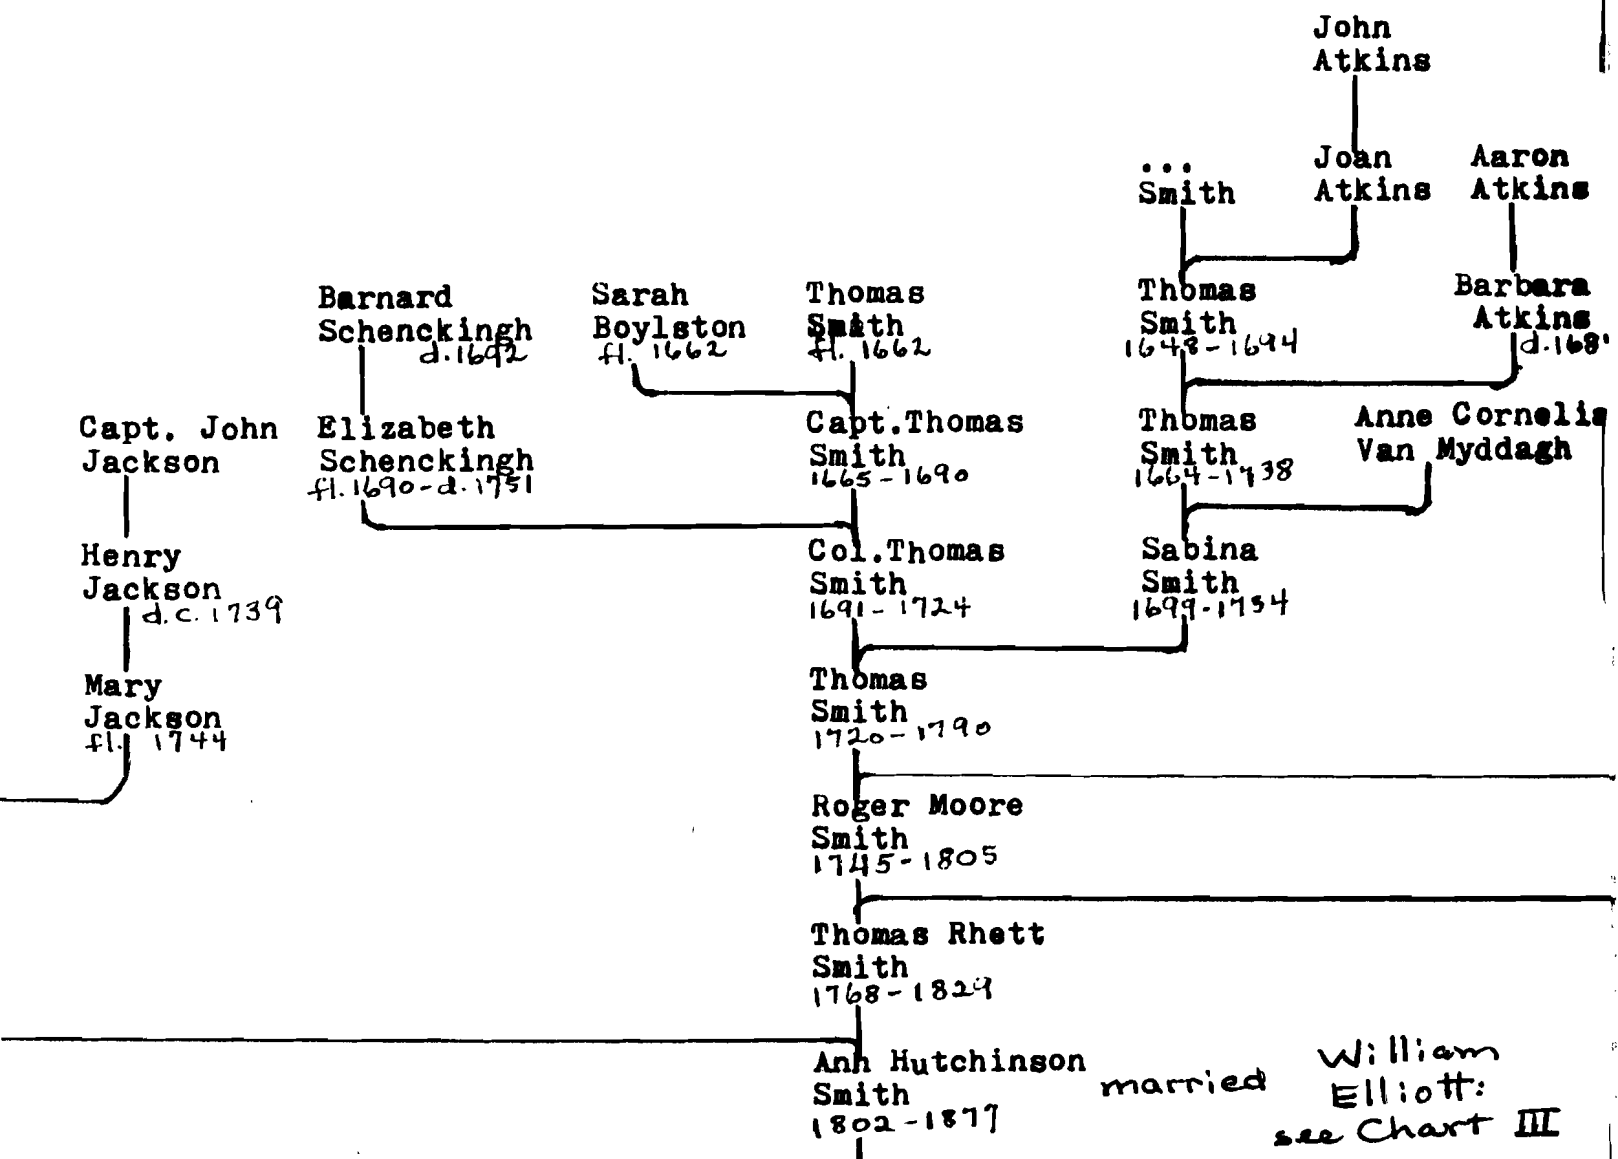 John
Atkins
...
Smith
Joan
Atkins
Aaron
Atkins
Barnard
Schenckingh
d.1692
Sarah
Boylston
fl. 1662
Thomas
Smith
fl. 1662
Thomas
Smith
1648-1694
Barbara
Atkins
Capt. John
Jackson
Elizabeth
Schenckingh
fl.1690-d.1751
Capt.Thomas
Smith
1665-1690
Thomas
Smith
1664-1738
Anne Cornelia
Van Myddagh
Henry
Jackson
d.c. 1739
Col.Thomas
Smith
1691-1724
Sabina
Smith
Mary
Jackson
fl. 1744
Thomas
Smith
1720-1790
Roger Moore
Smith
1745-1805
Thomas Rhett
Smith
1768-1829
Ann Hutchinson
Smith
1802-1877
married
William
Elliott:
see Chart III